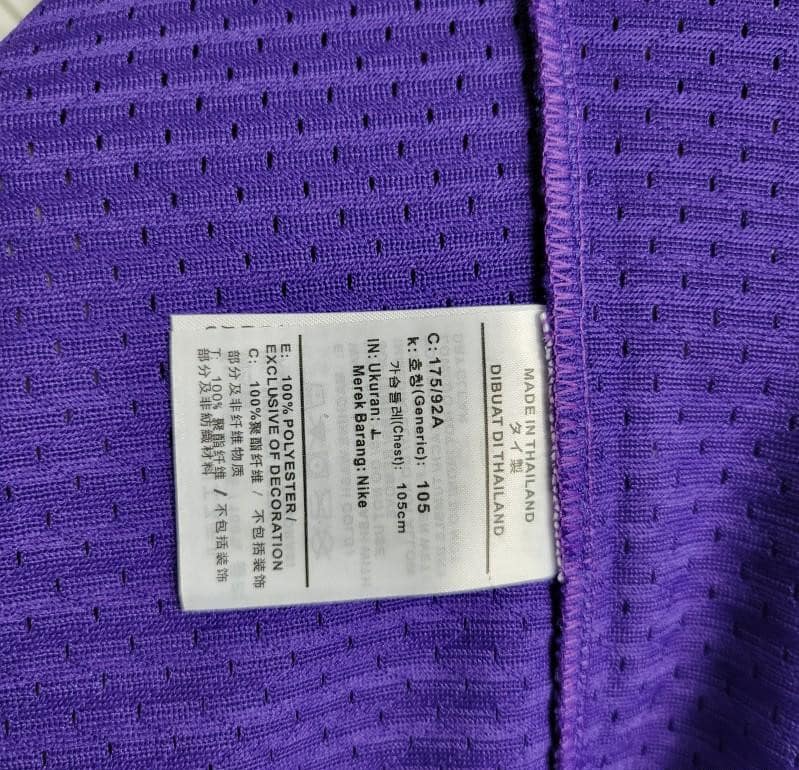 MADE IN THAILAND
タイ製
DIBUAT DI THAILAND
C: 175/92A
k: 호칭(Generic): 105
가슴둘레(Chest): 105cm
IN: Ukuran: L
Merek Barang: Nike
E: 100% POLYESTER/
EXCLUSIVE OF DECORATION
C: 100%聚酯纤维 / 不包括装饰
部分及非纤维物质
T: 100% 聚酯纤维 / 不包括装饰
部分及非紡織材料